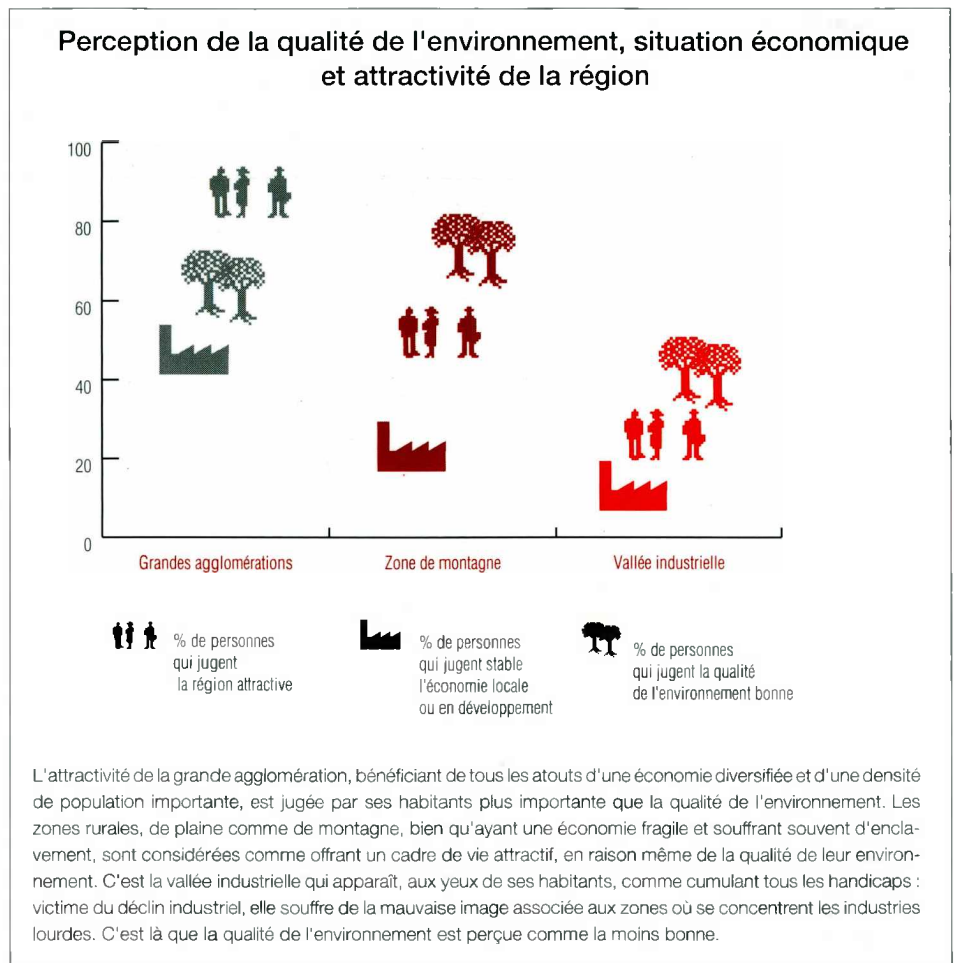 Perception de la qualité de l'environnement, situation économique
et attractivité de la région
100
80
60
40
20
0
Grandes agglomérations
Zone de montagne
Vallée industrielle
% de personnes
qui jugent
la région attractive
% de personnes
qui jugent stable
l'économie locale
ou en développement
% de personnes
qui jugent la qualité
de l'environnement bonne
L'attractivité de la grande agglomération, bénéficiant de tous les atouts d'une économie diversifiée et d'une densité
de population importante, est jugée par ses habitants plus importante que la qualité de l'environnement. Les
zones rurales, de plaine comme de montagne, bien qu'ayant une économie fragile et souffrant souvent d'encla-
vement, sont considérées comme offrant un cadre de vie attractif, en raison même de la qualité de leur environ-
nement. C'est la vallée industrielle qui apparaît, aux yeux de ses habitants, comme cumulant tous les handicaps :
victime du déclin industriel, elle souffre de la mauvaise image associée aux zones où se concentrent les industries
lourdes. C'est là que la qualité de l'environnement est perçue comme la moins bonne.